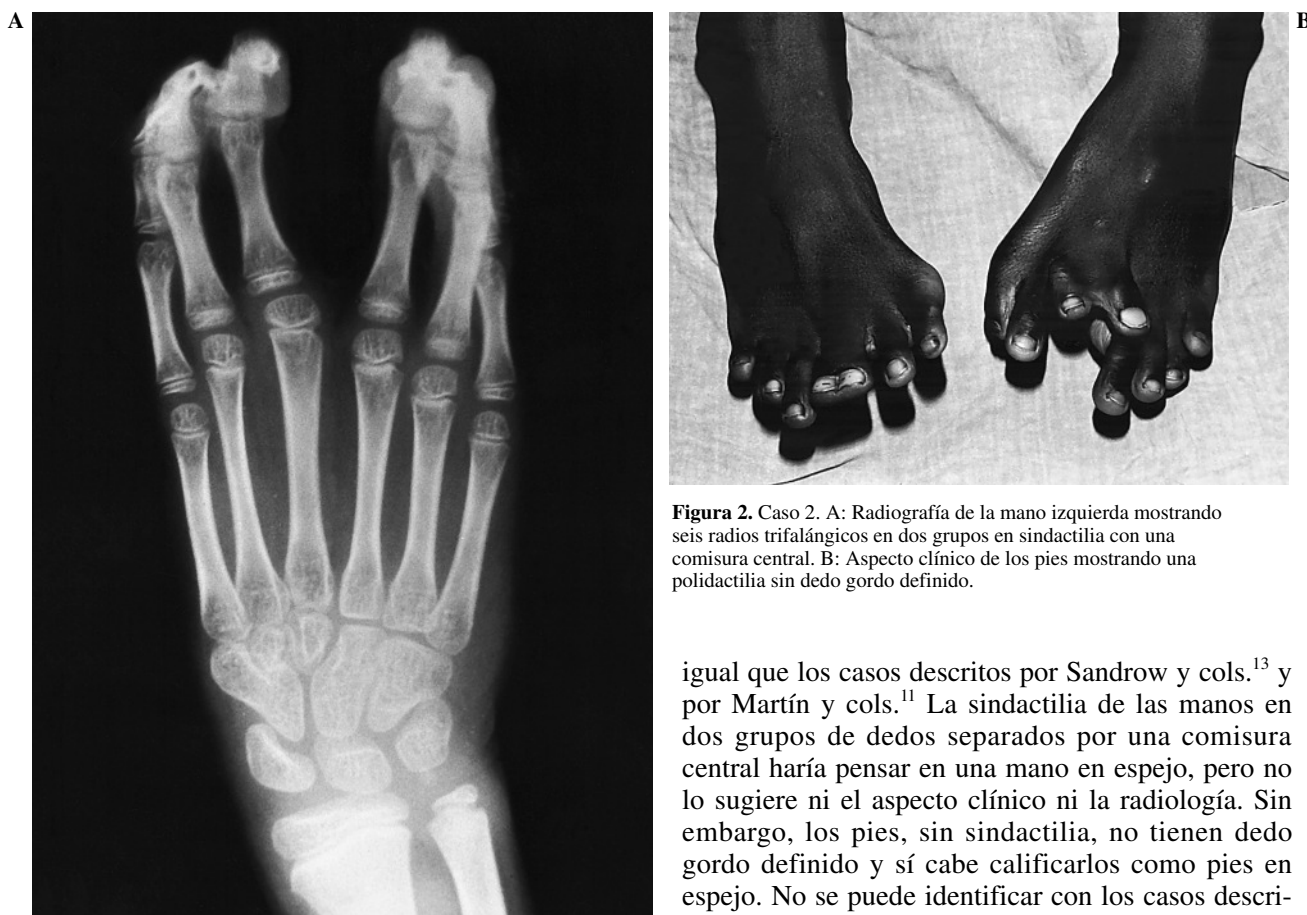 A
B
Figura 2. Caso 2. A: Radiografía de la mano izquierda mostrando
seis radios trifalángicos en dos grupos en sindactilia con una
comisura central. B: Aspecto clínico de los pies mostrando una
polidactilia sin dedo gordo definido.
igual que los casos descritos por Sandrow y cols.13 y
por Martín y cols.11 La sindactilia de las manos en
dos grupos de dedos separados por una comisura
central haría pensar en una mano en espejo, pero no
lo sugiere ni el aspecto clínico ni la radiología. Sin
embargo, los pies, sin sindactilia, no tienen dedo
gordo definido y sí cabe calificarlos como pies en
espejo. No se puede identificar con los casos descri-